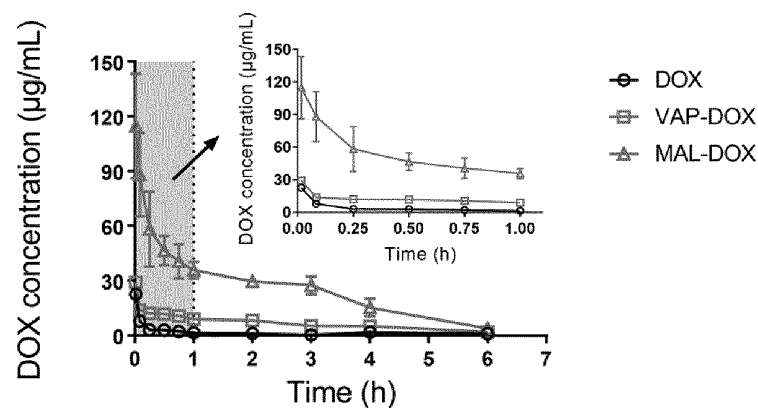 DOX concentration (µg/mL)
150
120
90
60
30
0
0 1 2 3 4 5 6 7
Time (h)
DOX concentration (µg/mL)
150
120
90
60
30
0
0.00 0.25 0.50 0.75 1.00
Time (h)
DOX
VAP-DOX
MAL-DOX